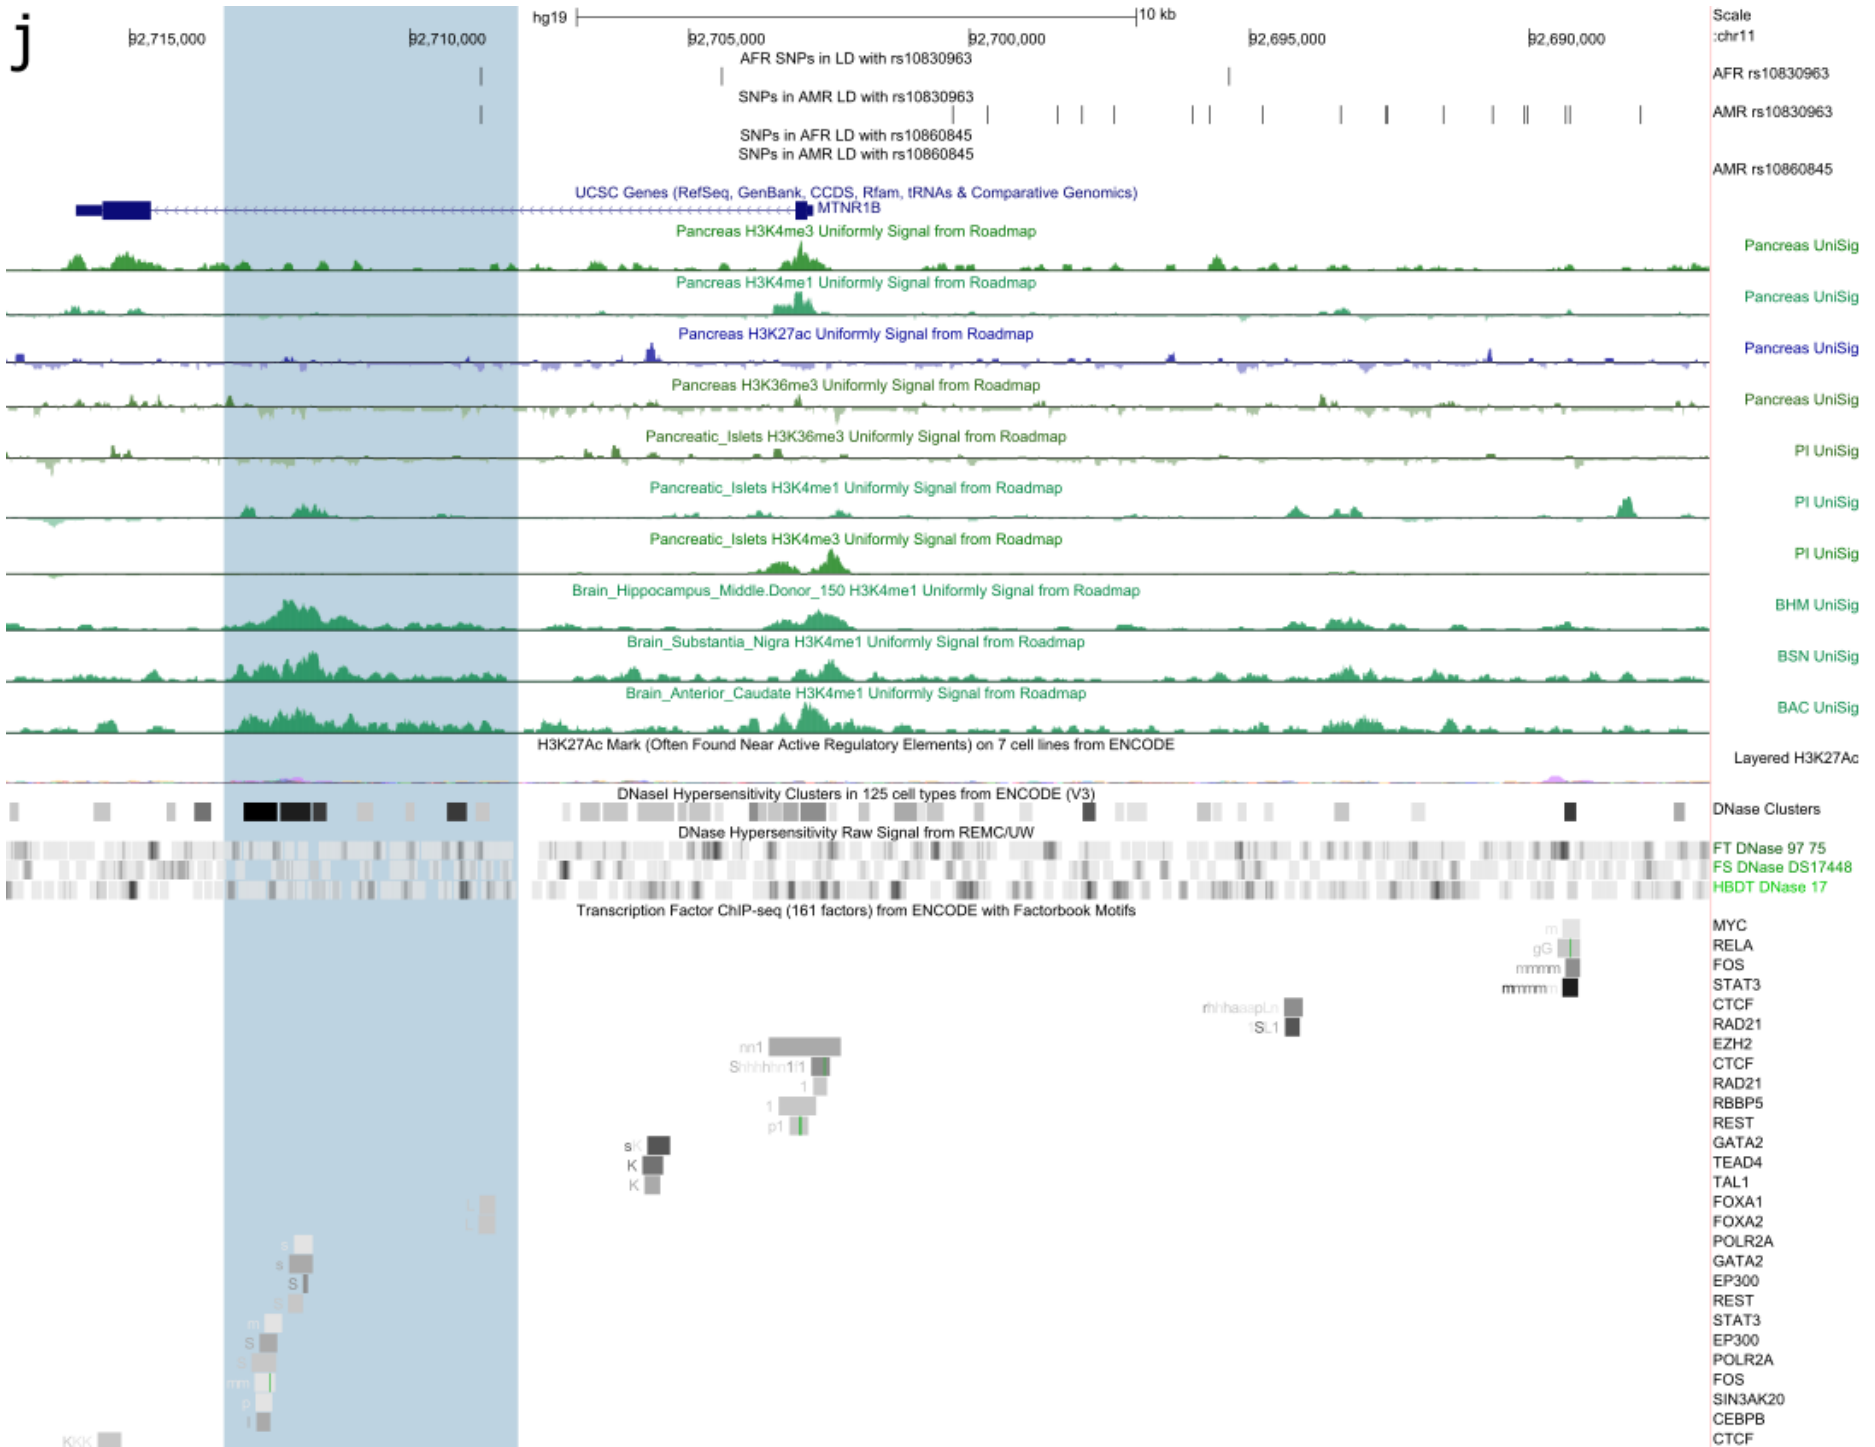 j
hg19 10 kb Scale
92,715,000 92,710,000 92,705,000 92,700,000 92,695,000 92,690,000 :chr11
AFR SNPs in LD with rs10830963
AFR rs10830963
SNPs in AMR LD with rs10830963
AMR rs10830963
SNPs in AFR LD with rs10860845
SNPs in AMR LD with rs10860845
AMR rs10860845
UCSC Genes (RefSeq, GenBank, CCDS, Rfam, tRNAs & Comparative Genomics)
MTNR1B
Pancreas H3K4me3 Uniformly Signal from Roadmap
Pancreas UniSig
Pancreas H3K4me1 Uniformly Signal from Roadmap
Pancreas UniSig
Pancreas H3K27ac Uniformly Signal from Roadmap
Pancreas UniSig
Pancreas H3K36me3 Uniformly Signal from Roadmap
Pancreas UniSig
Pancreatic_Islets H3K36me3 Uniformly Signal from Roadmap
PI UniSig
Pancreatic_Islets H3K4me1 Uniformly Signal from Roadmap
PI UniSig
Pancreatic_Islets H3K4me3 Uniformly Signal from Roadmap
PI UniSig
Brain_Hippocampus_Middle.Donor_150 H3K4me1 Uniformly Signal from Roadmap
BHM UniSig
Brain_Substantia_Nigra H3K4me1 Uniformly Signal from Roadmap
BSN UniSig
Brain_Anterior_Caudate H3K4me1 Uniformly Signal from Roadmap
BAC UniSig
H3K27Ac Mark (Often Found Near Active Regulatory Elements) on 7 cell lines from ENCODE
Layered H3K27Ac
DNaseI Hypersensitivity Clusters in 125 cell types from ENCODE (V3)
DNase Clusters
DNase Hypersensitivity Raw Signal from REMC/UW
FT DNase 97 75
FS DNase DS17448
HBDT DNase 17
Transcription Factor ChIP-seq (161 factors) from ENCODE with Factorbook Motifs
m MYC
gG RELA
mmmm FOS
mmmmm STAT3
CTCF
RAD21
nn1 EZH2
CTCF
1 RAD21
1 RBBP5
p1 REST
sK GATA2
K TEAD4
K TAL1
FOXA1
FOXA2
s POLR2A
s GATA2
S EP300
REST
m STAT3
S EP300
POLR2A
mm FOS
p SIN3AK20
CEBPB
KKK CTCF